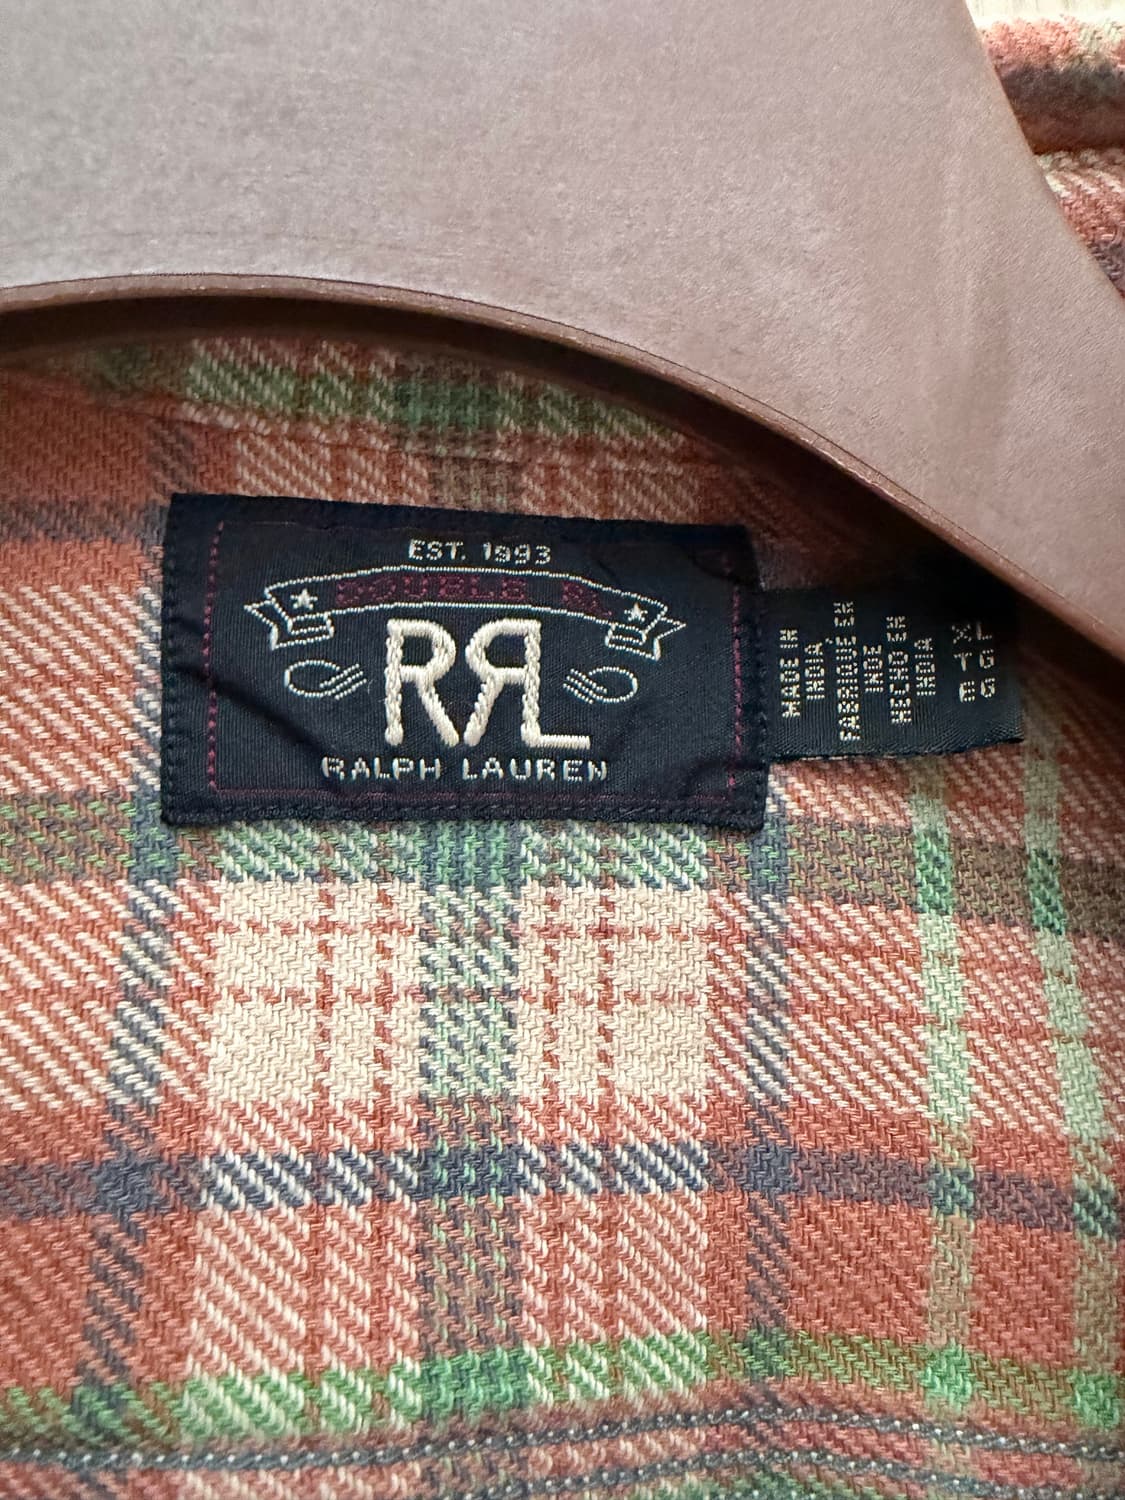 EST. 1993
DOUBLE RL
RRL
RALPH LAUREN
MADE IN
INDIA
FABRIQUE EN
INDE
HECHO EN
INDIA
XL
TG
EG